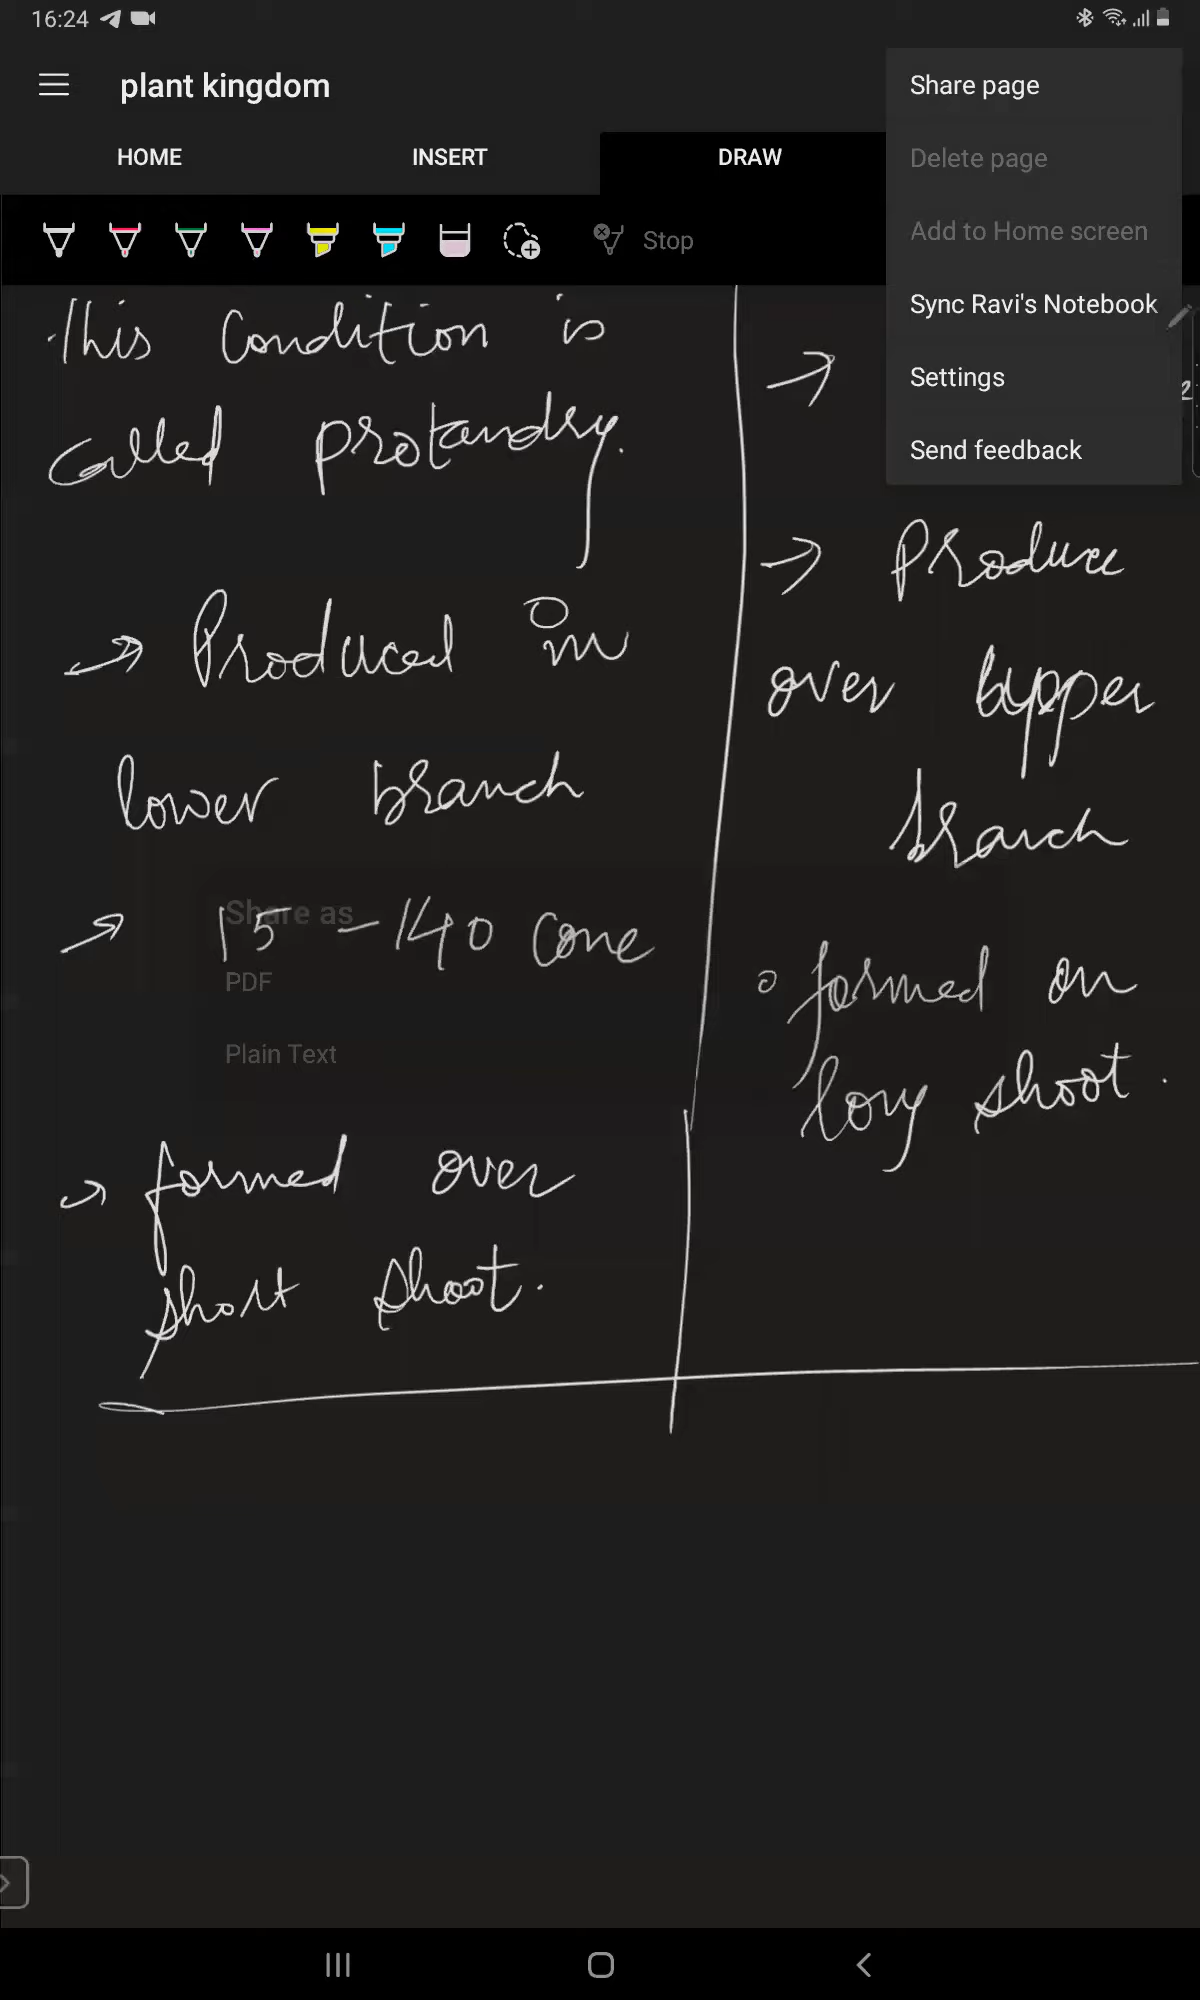 16:24
plant kingdom
HOME INSERT DRAW
Stop
Share page
Delete page
Add to Home screen
Sync Ravi's Notebook
Settings
Send feedback
This Condition is
called protandry.
→ Produced in
lower branch
→ 15 - 140 Cone
→ formed over
short shoot.
→
→ Produce
over upper
branch
formed on
long shoot.
Share as
PDF
Plain Text